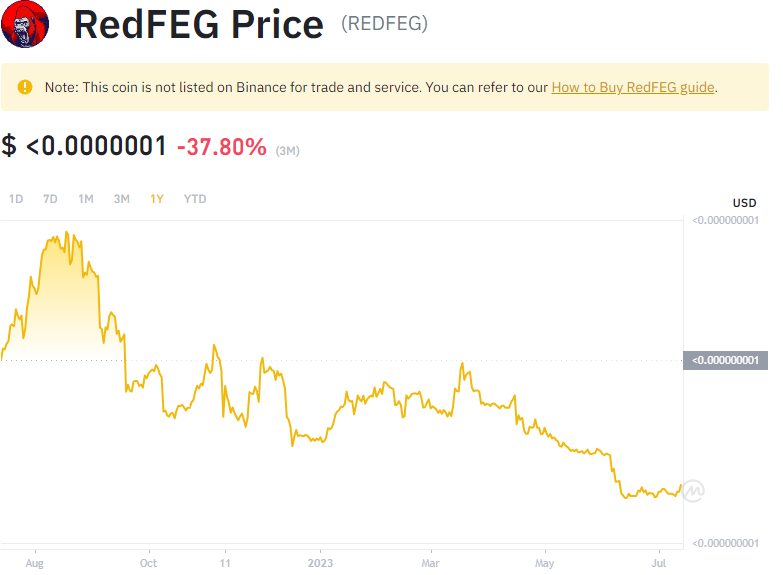 RedFEG Price (REDFEG)
Note: This coin is not listed on Binance for trade and service. You can refer to our How to Buy RedFEG guide.
$ <0.0000001 -37.80% (3M)
1D 7D 1M 3M 1Y YTD
USD
<0.000000001
<0.000000001
<0.000000001
Aug Oct 11 2023 Mar May Jul